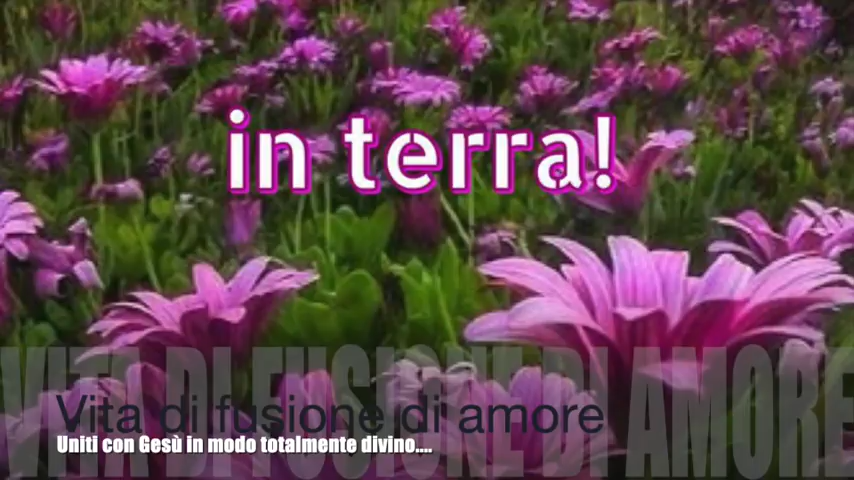 in terra!
VITA DI FUSIONE DI AMORE
Vita di fusione di amore
Uniti con Gesù in modo totalmente divino....